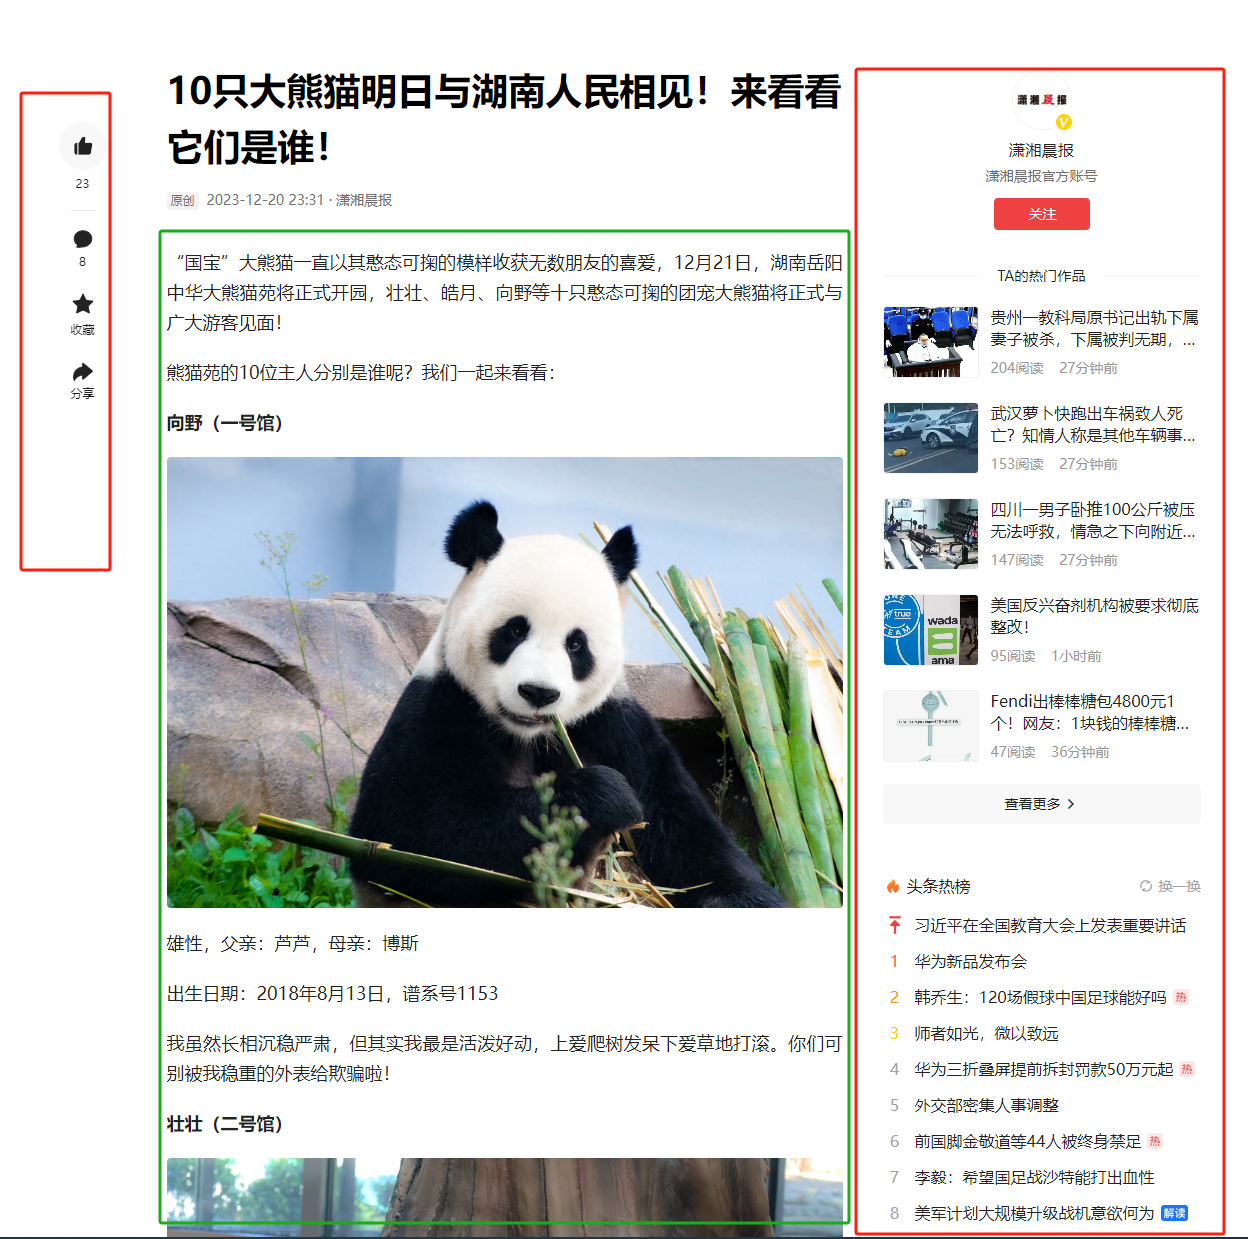 10只大熊猫明日与湖南人民相见！来看看
它们是谁！
原创 2023-12-20 23:31 · 潇湘晨报
23
8
收藏
分享
“国宝”大熊猫一直以其憨态可掬的模样收获无数朋友的喜爱，12月21日，湖南岳阳
中华大熊猫苑将正式开园，壮壮、皓月、向野等十只憨态可掬的团宠大熊猫将正式与
广大游客见面！
熊猫苑的10位主人分别是谁呢？我们一起来看看：
向野（一号馆）
雄性，父亲：芦芦，母亲：博斯
出生日期：2018年8月13日，谱系号1153
我虽然长相沉稳严肃，但其实我最是活泼好动，上爱爬树发呆下爱草地打滚。你们可
别被我稳重的外表给欺骗啦！
壮壮（二号馆）
潇湘晨报
V
潇湘晨报
潇湘晨报官方账号
关注
TA的热门作品
贵州一教科局原书记出轨下属
妻子被杀，下属被判无期，...
204阅读 27分钟前
武汉萝卜快跑出车祸致人死
亡？知情人称是其他车辆事...
153阅读 27分钟前
四川一男子卧推100公斤被压
无法呼救，情急之下向附近...
147阅读 27分钟前
true
TEAM
wada
ama
美国反兴奋剂机构被要求彻底
整改！
95阅读 1小时前
Fendi出棒棒糖包4800元1
个！网友：1块钱的棒棒糖...
47阅读 36分钟前
查看更多
头条热榜 换一换
习近平在全国教育大会上发表重要讲话
1 华为新品发布会
2 韩乔生：120场假球中国足球能好吗 热
3 师者如光，微以致远
4 华为三折叠屏提前拆封罚款50万元起 热
5 外交部密集人事调整
6 前国脚金敬道等44人被终身禁足 热
7 李毅：希望国足战沙特能打出血性
8 美军计划大规模升级战机意欲何为 解读